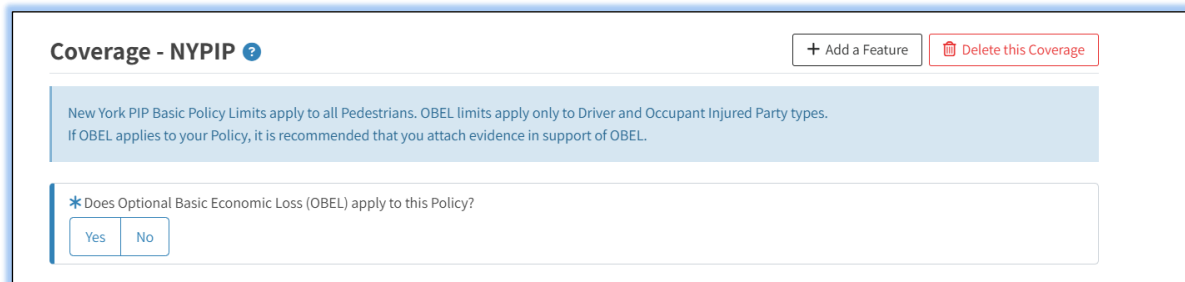 Coverage - NYPIP ?
+ Add a Feature
Delete this Coverage
New York PIP Basic Policy Limits apply to all Pedestrians. OBEL limits apply only to Driver and Occupant Injured Party types.
If OBEL applies to your Policy, it is recommended that you attach evidence in support of OBEL.
* Does Optional Basic Economic Loss (OBEL) apply to this Policy?
Yes No